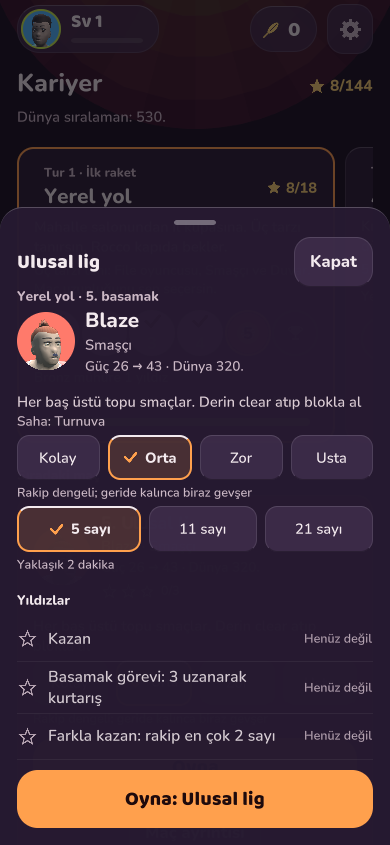 Sv 1
0
Kariyer
8/144
Dünya sıralaman: 530.
Tur 1 · İlk raket
Yerel yol
8/18
Ulusal lig
Kapat
Yerel yol · 5. basamak
Blaze
Smaşçı
Güç 26 → 43 · Dünya 320.
Her baş üstü topu smaçlar. Derin clear atıp blokla al
Saha: Turnuva
Kolay
Orta
Zor
Usta
Rakip dengeli; geride kalınca biraz gevşer
5 sayı
11 sayı
21 sayı
Yaklaşık 2 dakika
Yıldızlar
Kazan
Henüz değil
Basamak görevi: 3 uzanarak
kurtarış
Henüz değil
Farkla kazan: rakip en çok 2 sayı
Henüz değil
Oyna: Ulusal lig